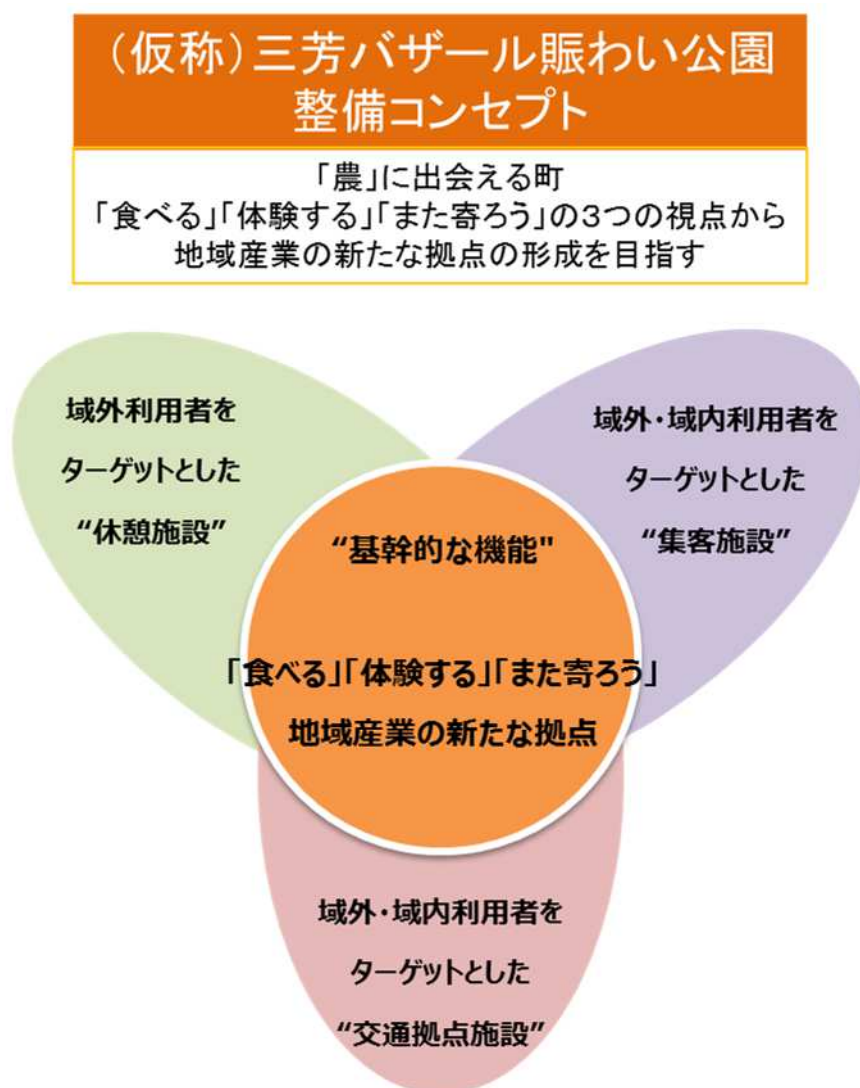 （仮称）三芳バザール賑わい公園
整備コンセプト
「農」に出会える町
「食べる」「体験する」「また寄ろう」の3つの視点から
地域産業の新たな拠点の形成を目指す
域外利用者を
ターゲットとした
“休憩施設”
域外・域内利用者を
ターゲットとした
“集客施設”
“基幹的な機能"
「食べる」「体験する」「また寄ろう」
地域産業の新たな拠点
域外・域内利用者を
ターゲットとした
“交通拠点施設”